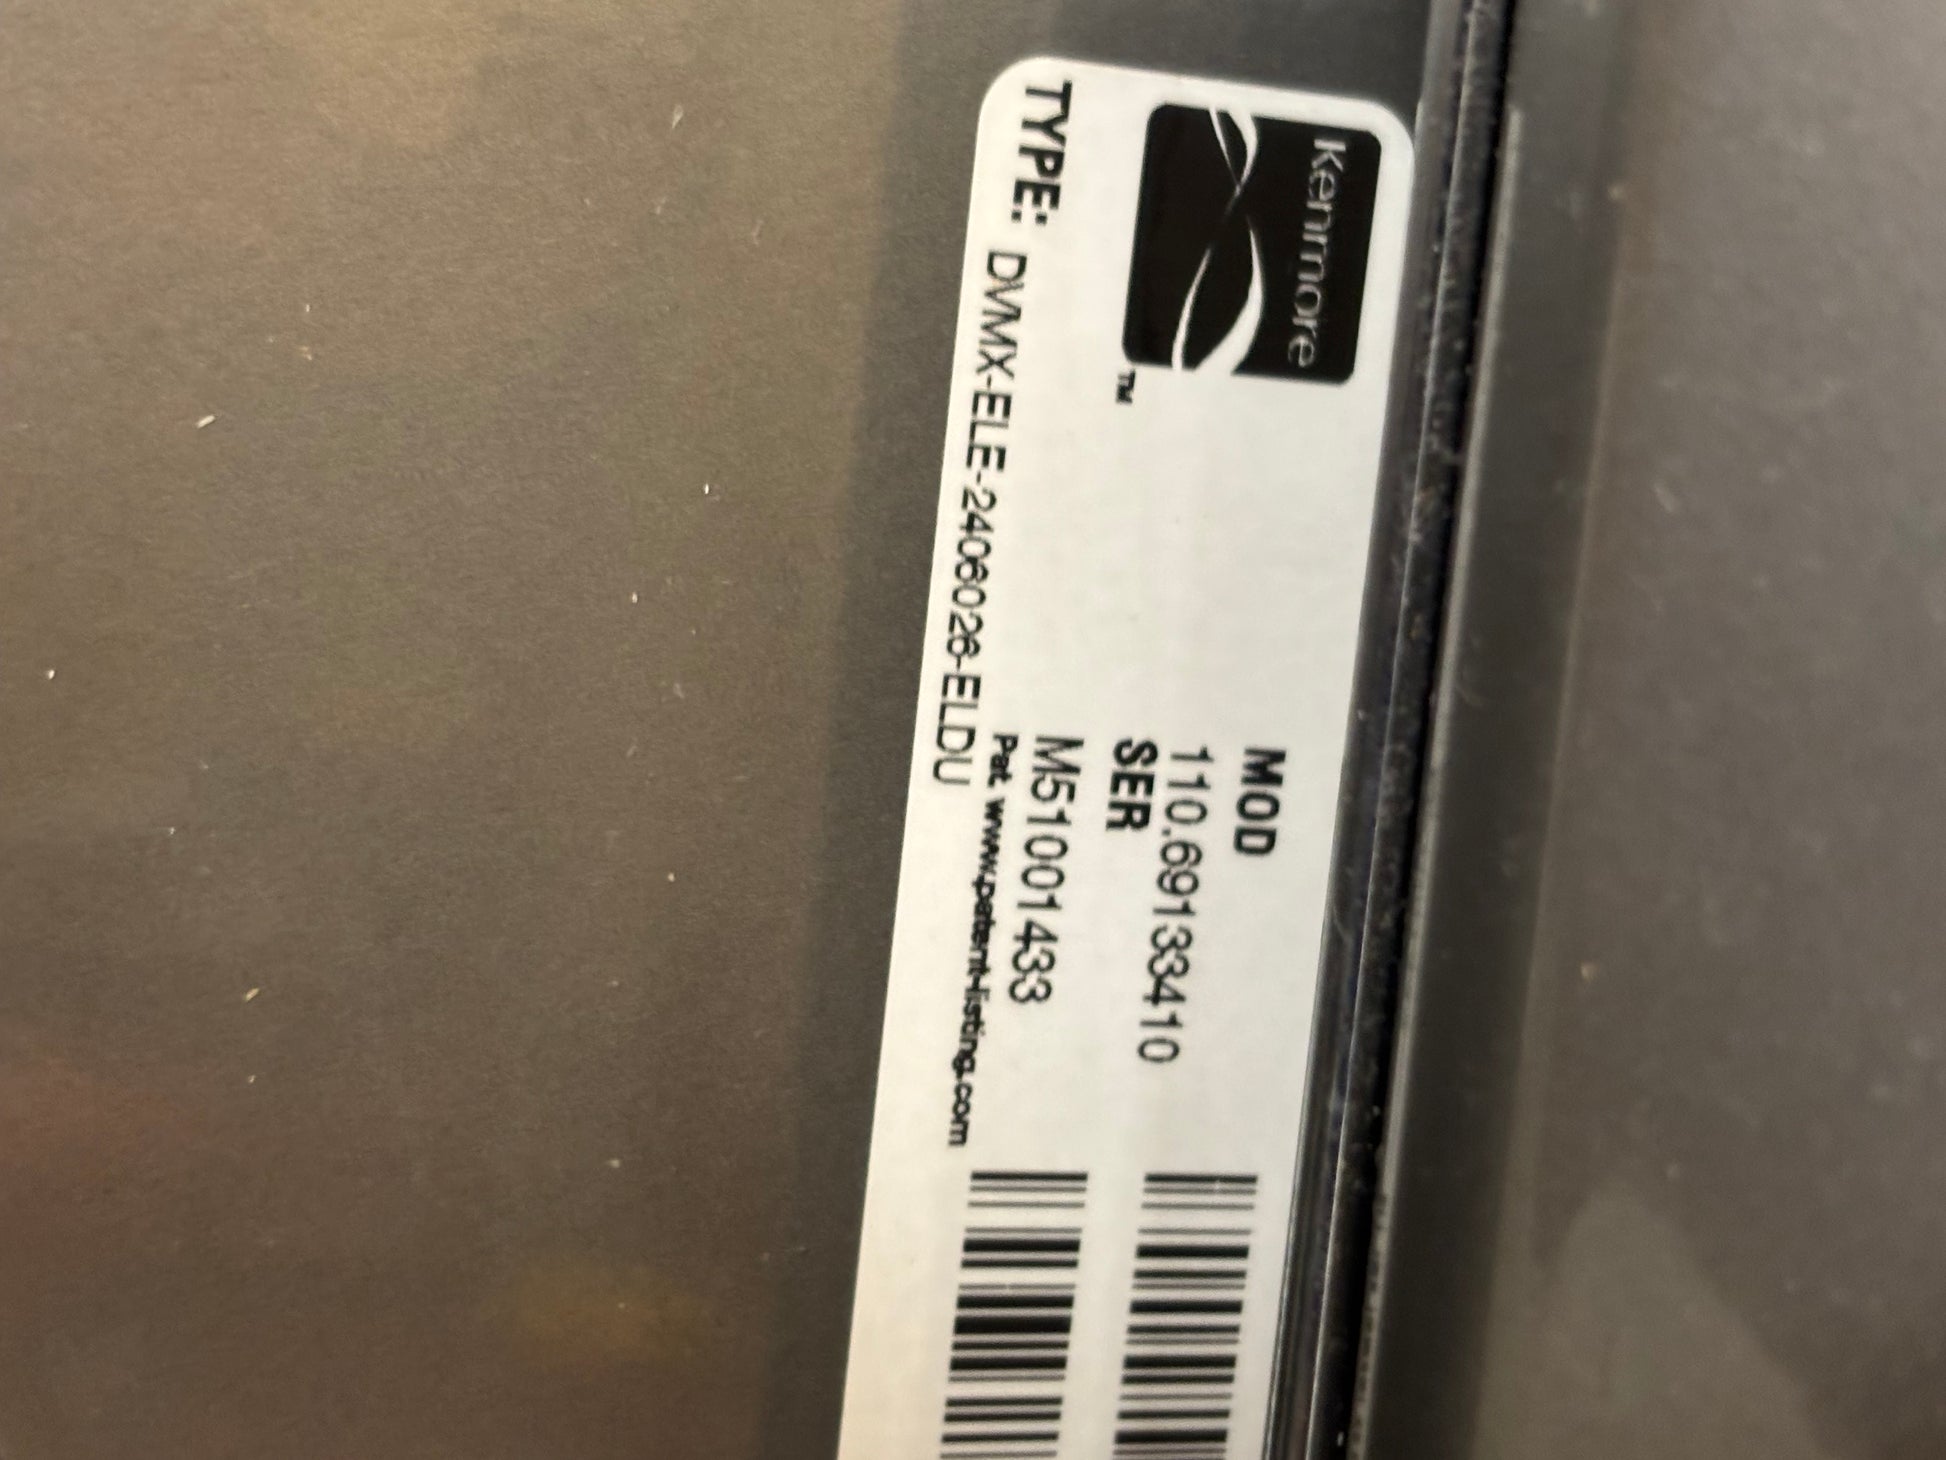 Kenmore
TM
MOD
110.69133410
SER
M51001433
Pat. www.patent-listing.com
TYPE: DVMX-ELE-2406026-ELDU